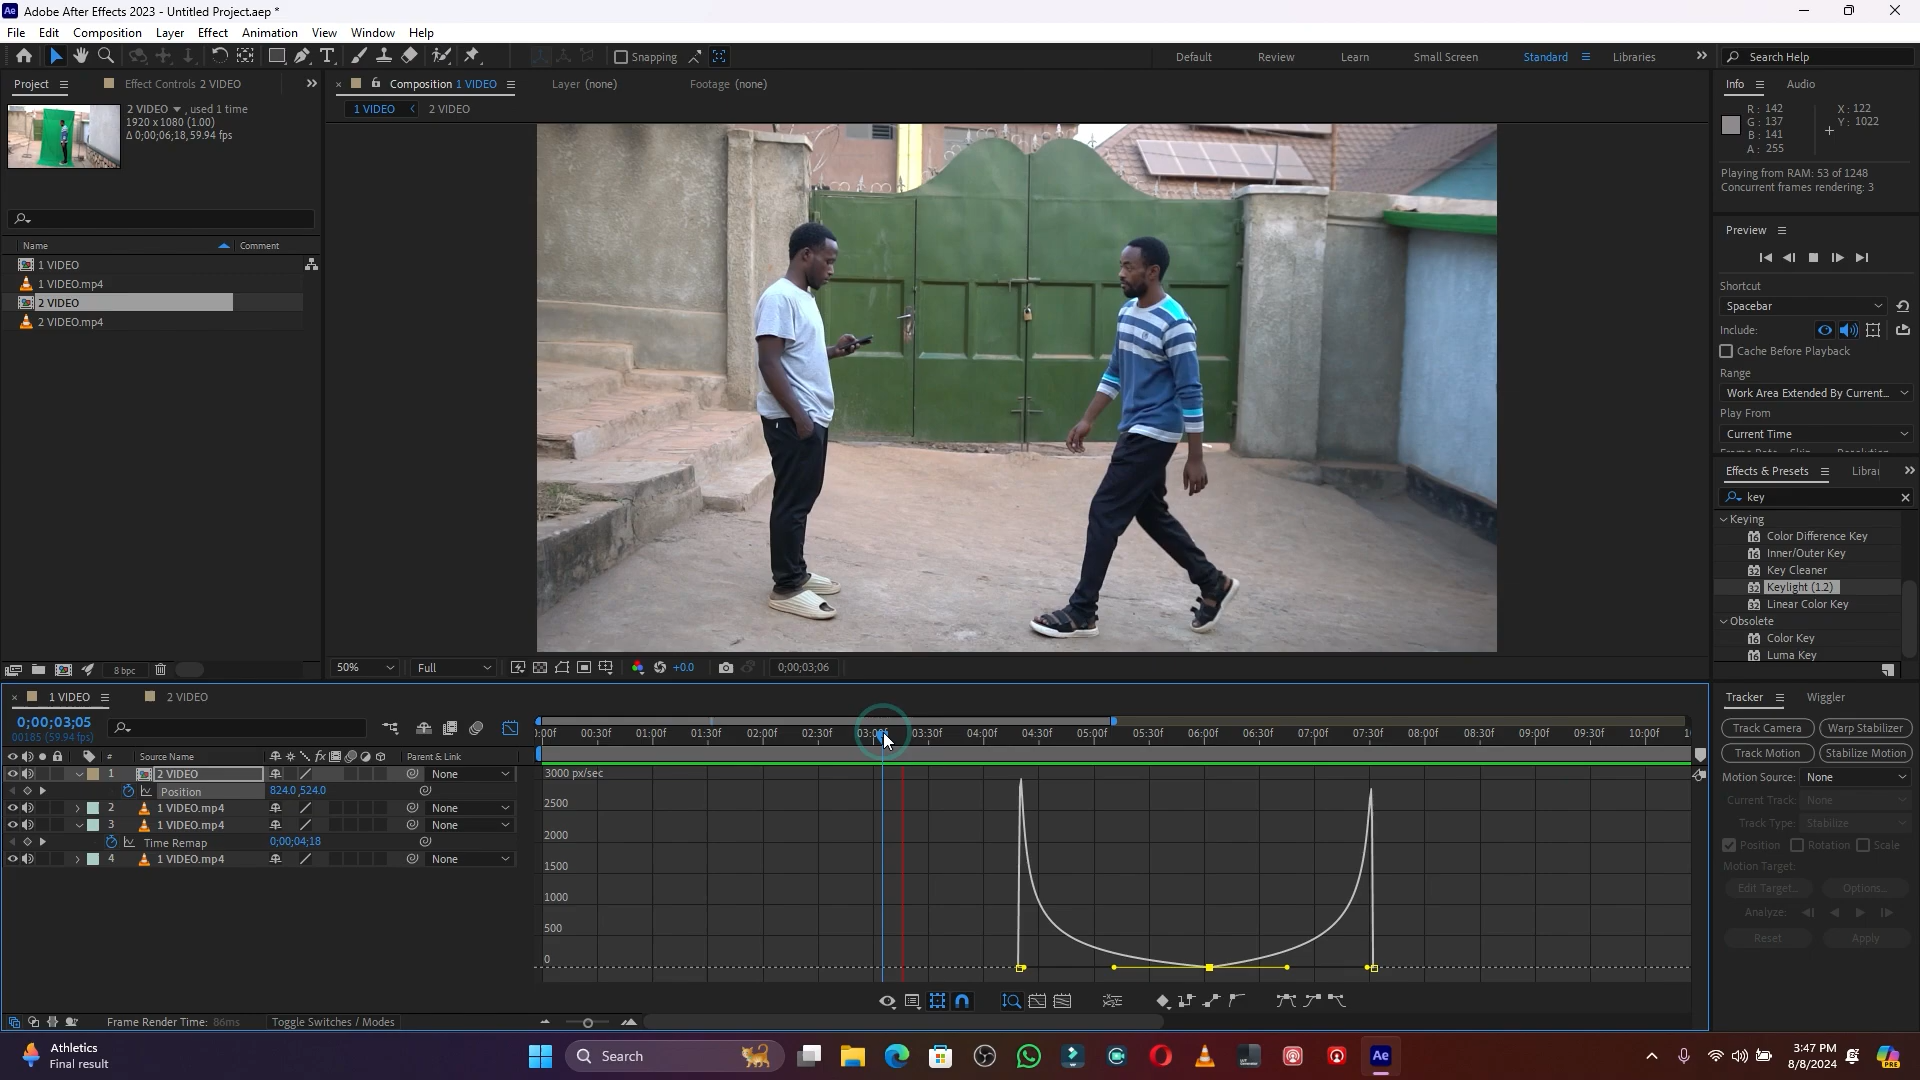 Adobe After Effects 2023 - Untitled Project.aep *
File Edit Composition Layer Effect Animation View Window Help
Snapping
Default Review Learn Small Screen Standard Libraries
Search Help
Project Effect Controls 2 VIDEO
2 VIDEO , used 1 time
1920 x 1080 (1.00)
Δ 0;00;06;18, 59.94 fps
Name Comment
1 VIDEO
1 VIDEO.mp4
2 VIDEO
2 VIDEO.mp4
8 bpc
Composition 1 VIDEO Layer (none) Footage (none)
1 VIDEO 2 VIDEO
50% Full +0.0 0;00;03;06
Info Audio
R: 142
G: 137
B: 141
A: 255
X: 122
Y: 1022
Playing from RAM: 53 of 1248
Concurrent frames rendering: 3
Preview
Shortcut
Spacebar
Include:
Cache Before Playback
Range
Work Area Extended By Current...
Play From
Current Time
Effects & Presets Librar
key
Keying
Color Difference Key
Inner/Outer Key
Key Cleaner
Keylight (1.2)
Linear Color Key
Obsolete
Color Key
Luma Key
1 VIDEO 2 VIDEO
0;00;03;05
00185 (59.94 fps)
# Source Name fx Parent & Link
1 2 VIDEO None
Position 824.0,524.0
2 1 VIDEO.mp4 None
3 1 VIDEO.mp4 None
Time Remap 0;00;04;18
4 1 VIDEO.mp4 None
Frame Render Time: 86ms Toggle Switches / Modes
:00f 00:30f 01:00f 01:30f 02:00f 02:30f 03:00f 03:30f 04:00f 04:30f 05:00f 05:30f 06:00f 06:30f 07:00f 07:30f 08:00f 08:30f 09:00f 09:30f 10:00f
3000 px/sec
2500
2000
1500
1000
500
0
Tracker Wiggler
Track Camera Warp Stabilizer
Track Motion Stabilize Motion
Motion Source: None
Current Track: None
Track Type: Stabilize
Position Rotation Scale
Motion Target:
Edit Target... Options...
Analyze:
Reset Apply
Athletics
Final result
Search
Ae
3:47 PM
8/8/2024
PRE